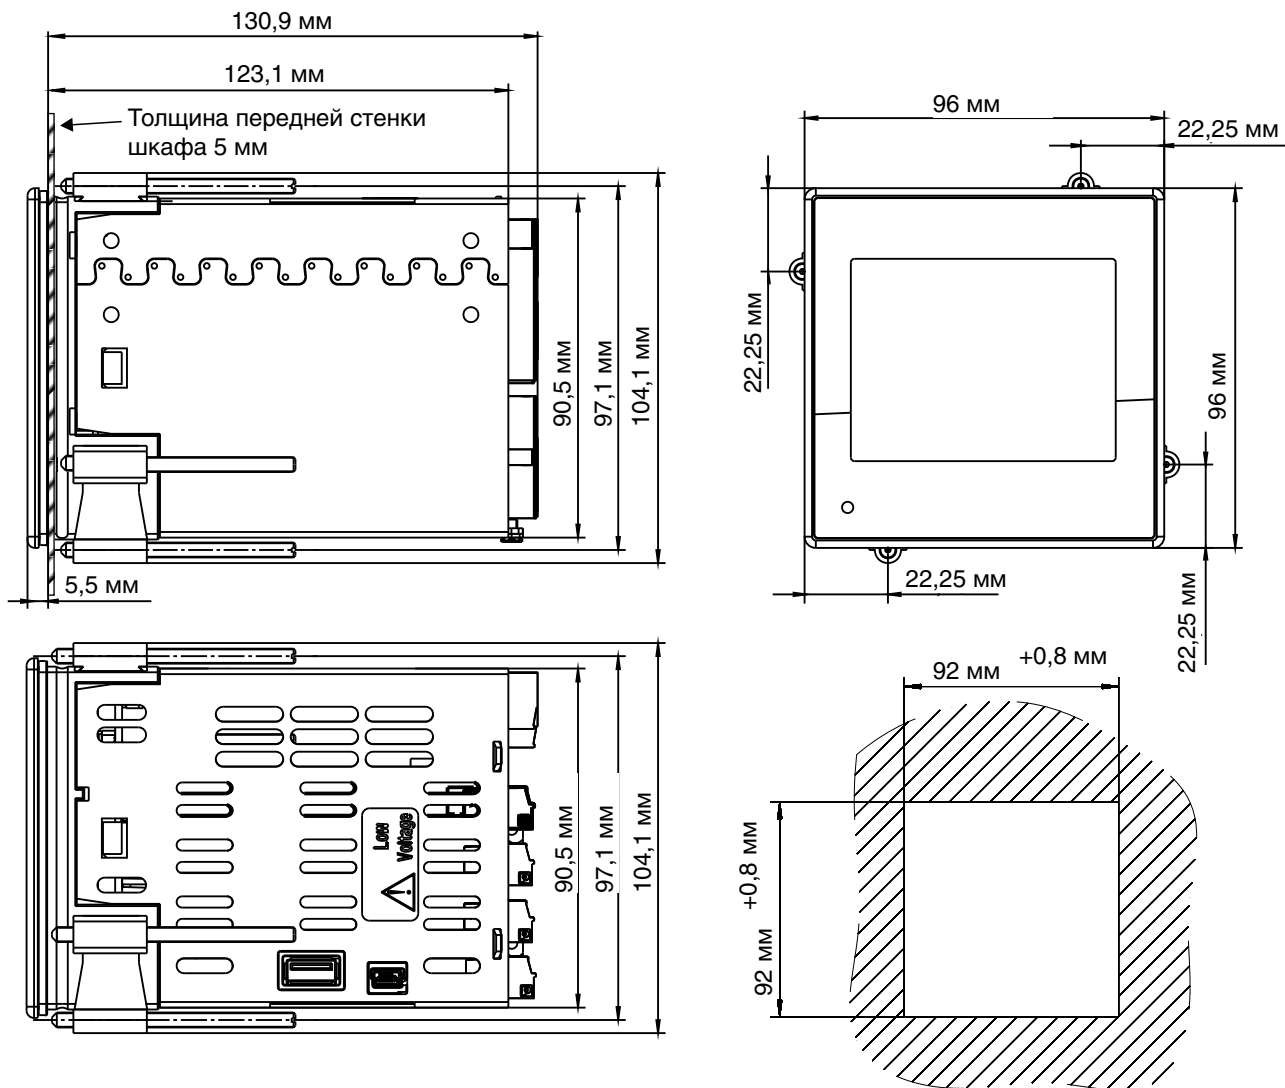 130,9 мм
123,1 мм
Толщина передней стенки
шкафа 5 мм
90,5 мм
97,1 мм
104,1 мм
5,5 мм
96 мм
22,25 мм
22,25 мм
96 мм
22,25 мм
22,25 мм
Low
Voltage
90,5 мм
97,1 мм
104,1 мм
+0,8 мм
92 мм
+0,8 мм
92 мм